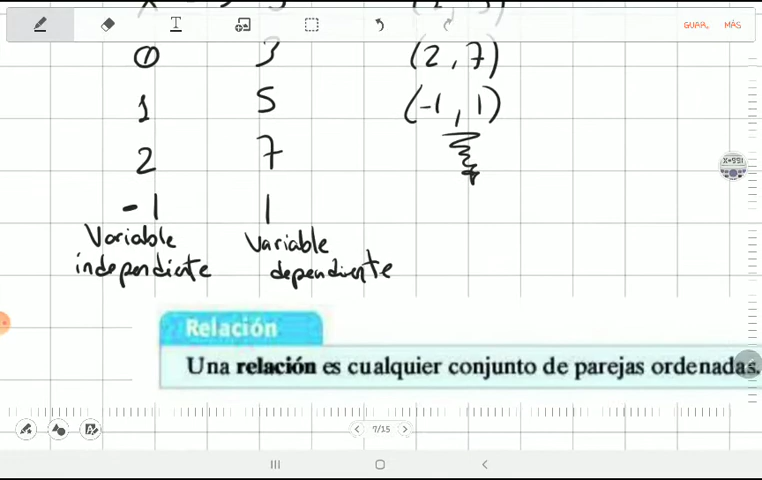 GUAR. MÁS
0 3 (2, 7)
1 5 (-1, 1)
2 7
-1 1
Variable Variable
independiente dependiente
Relación
Una relación es cualquier conjunto de parejas ordenadas.
7/15